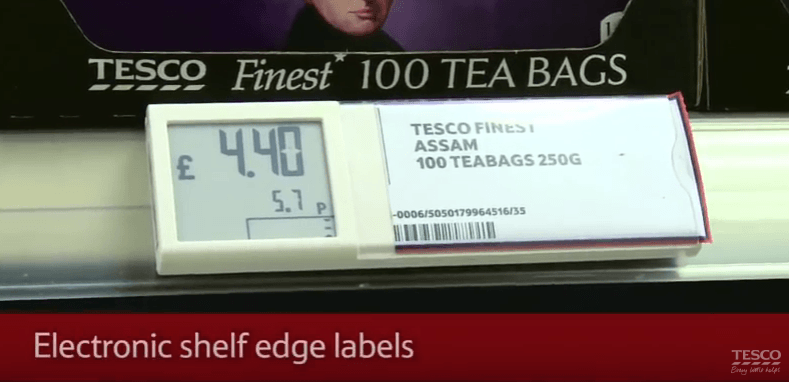 TESCO Finest* 100 TEA BAGS
£ 4.40
5.7 P
TESCO FINEST
ASSAM
100 TEABAGS 250G
-0006/5050179964516/35
Electronic shelf edge labels
TESCO
Every little helps